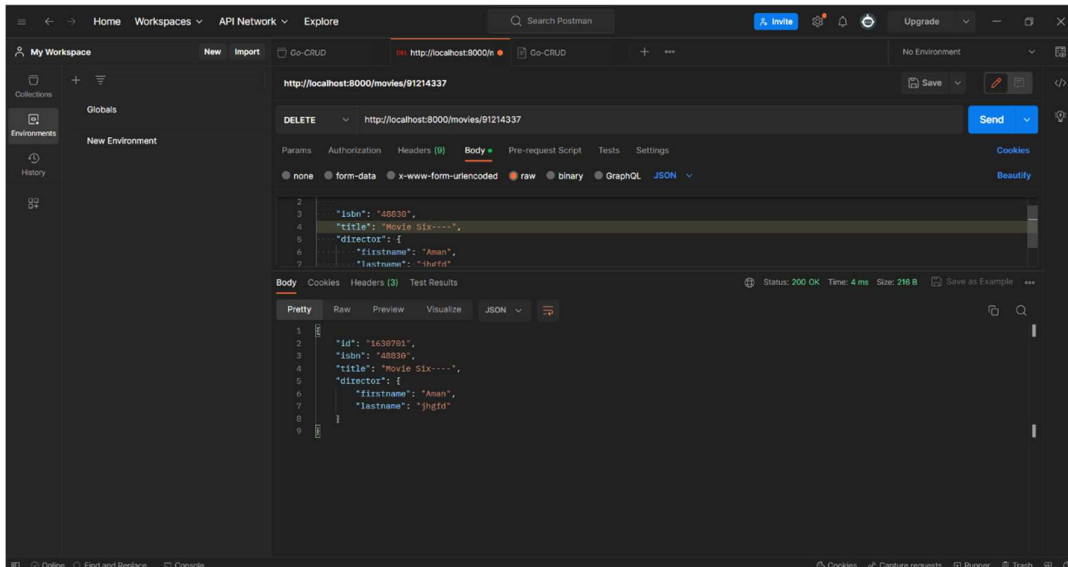 Home Workspaces API Network Explore Search Postman Invite Upgrade
My Workspace New Import Go-CRUD DEL http://localhost:8000/n Go-CRUD + No Environment
http://localhost:8000/movies/91214337 Save
Collections
Globals
DELETE http://localhost:8000/movies/91214337 Send
Environments
New Environment
Params Authorization Headers (9) Body Pre-request Script Tests Settings Cookies
History
none form-data x-www-form-urlencoded raw binary GraphQL JSON Beautify
2
3 "isbn": "48830",
4 "title": "Movie Six----",
5 "director": {
6 "firstname": "Aman",
7 "lastname": "jhgfd"
Body Cookies Headers (3) Test Results Status: 200 OK Time: 4 ms Size: 216 B Save as Example
Pretty Raw Preview Visualize JSON
1
2 "id": "1630701",
3 "isbn": "48830",
4 "title": "Movie Six----",
5 "director": {
6 "firstname": "Aman",
7 "lastname": "jhgfd"
8 }
9
Online Find and Replace Console Cookies Capture requests Runner Trash